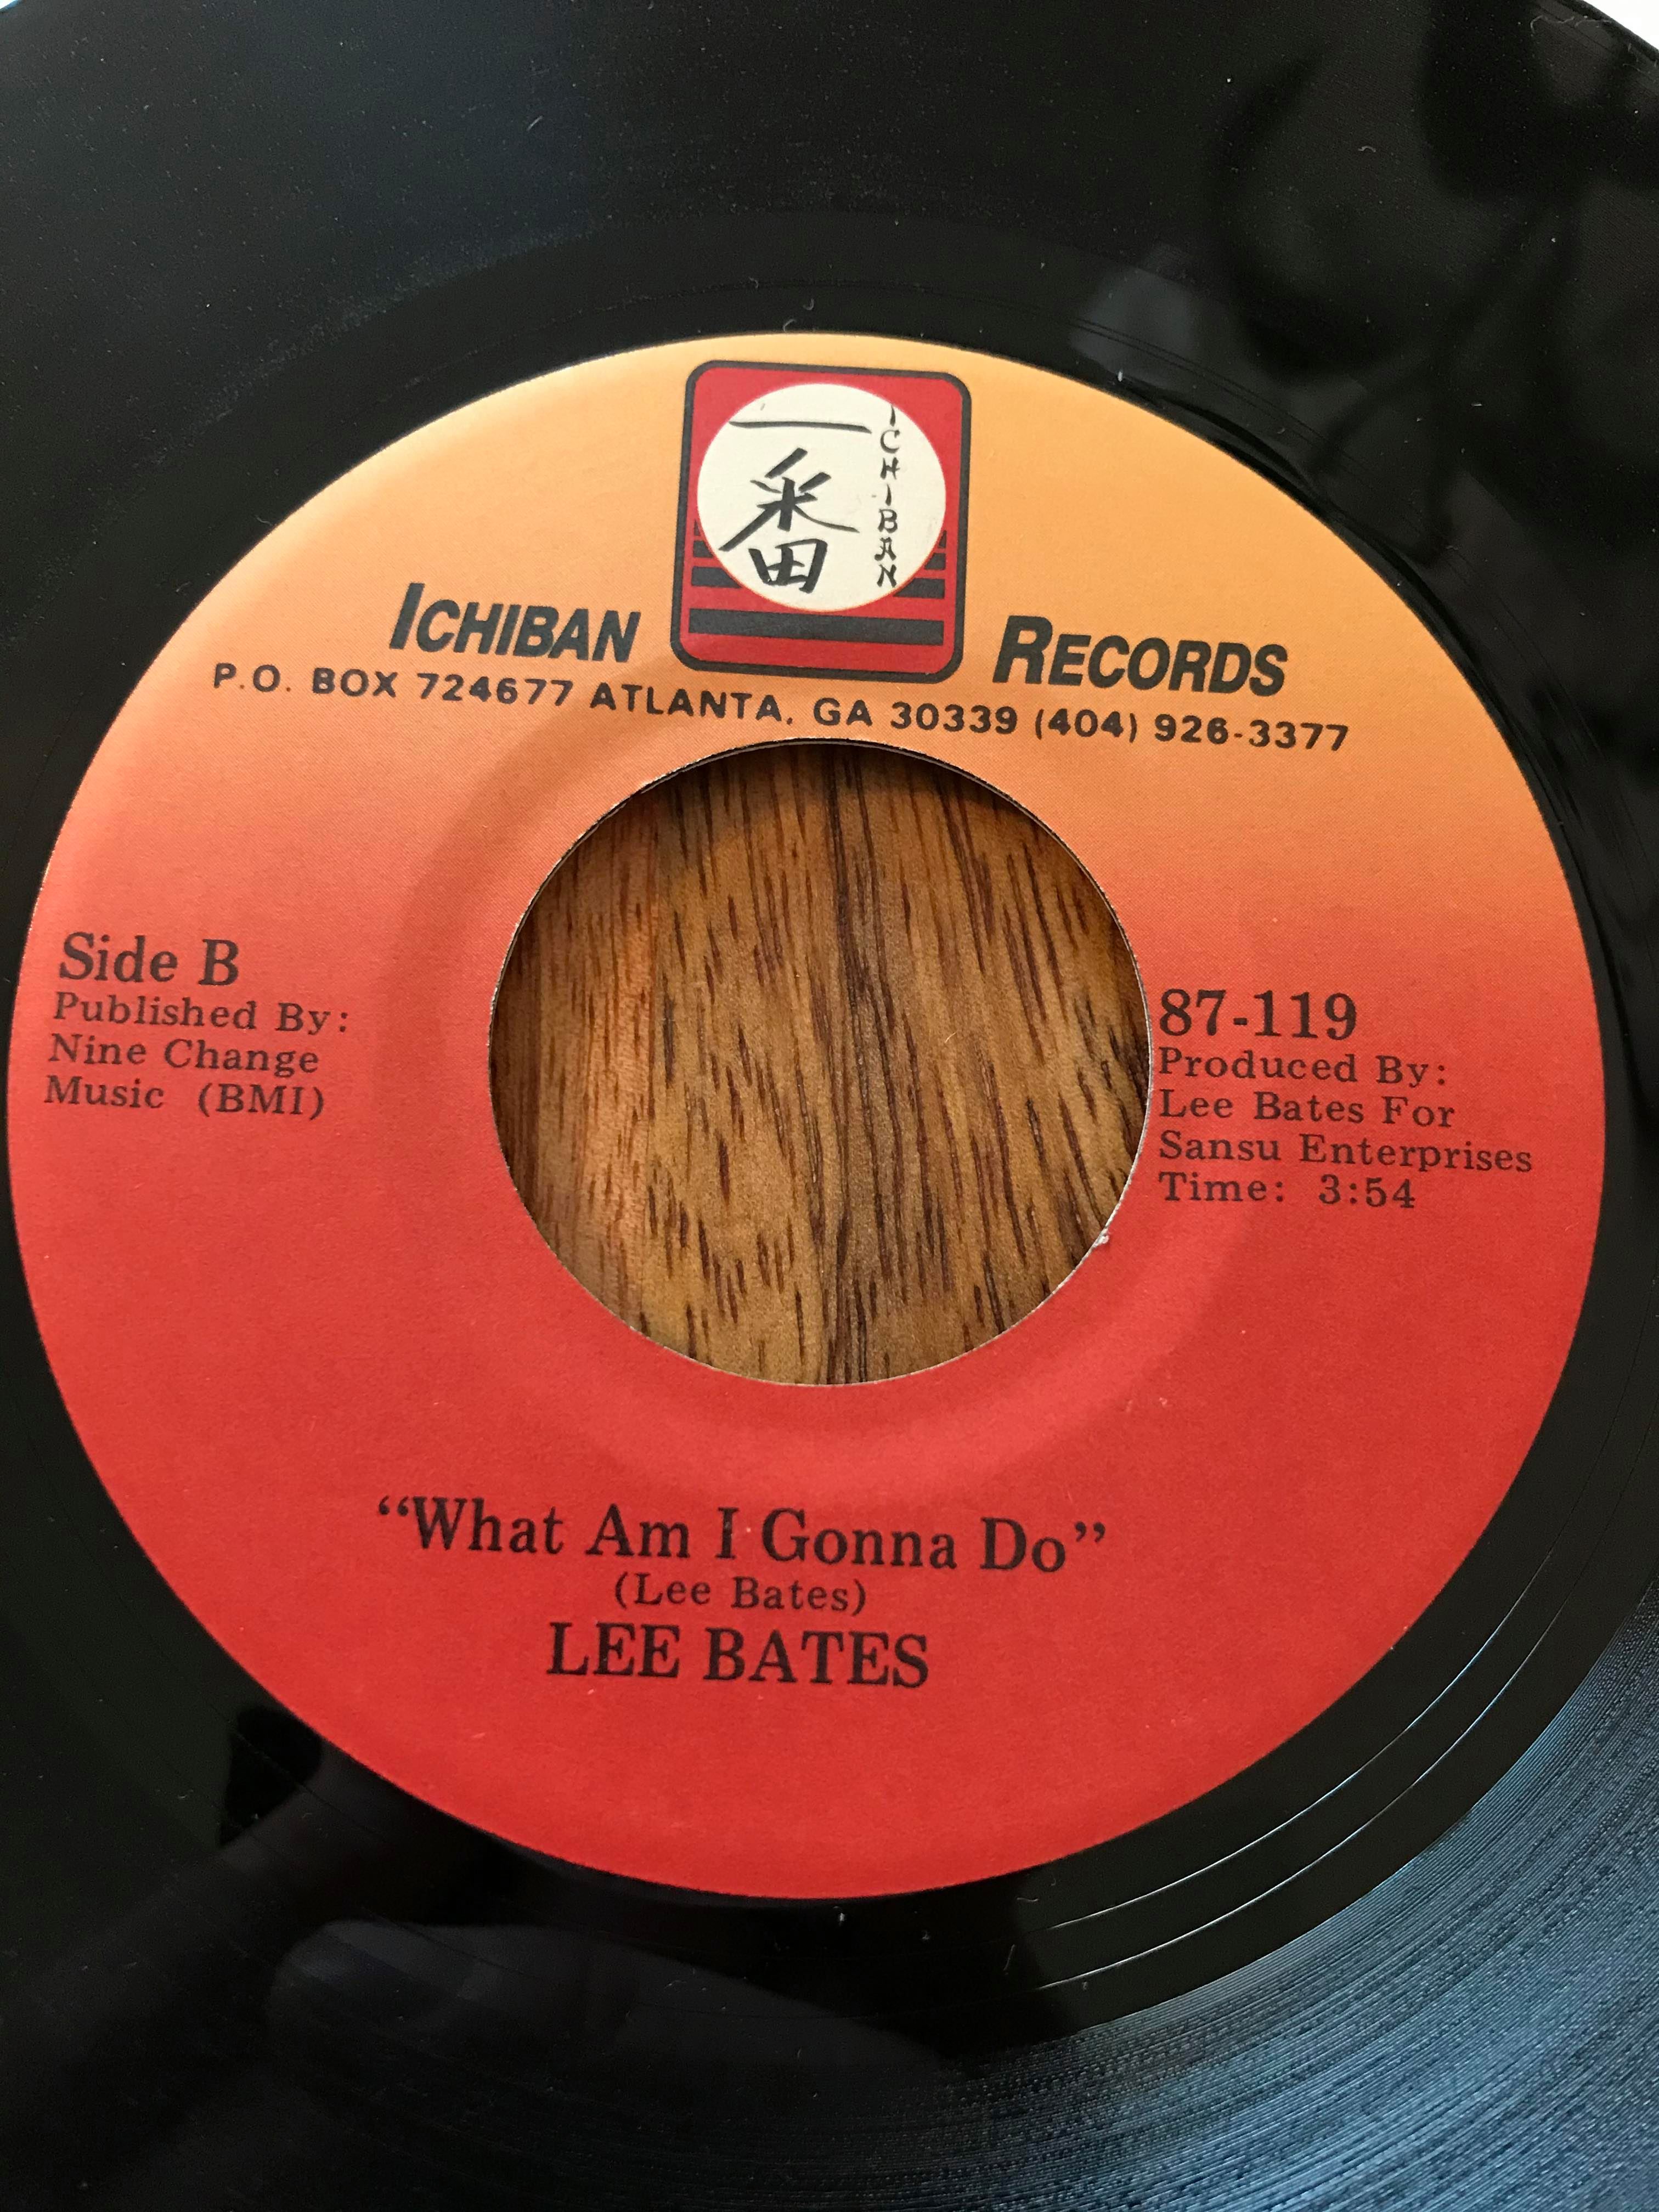 一番
ICHIBAN
ICHIBAN RECORDS
P.O. BOX 724677 ATLANTA, GA 30339 (404) 926-3377
Side B
Published By:
Nine Change
Music (BMI)
87-119
Produced By:
Lee Bates For
Sansu Enterprises
Time: 3:54
“What Am I Gonna Do”
(Lee Bates)
LEE BATES